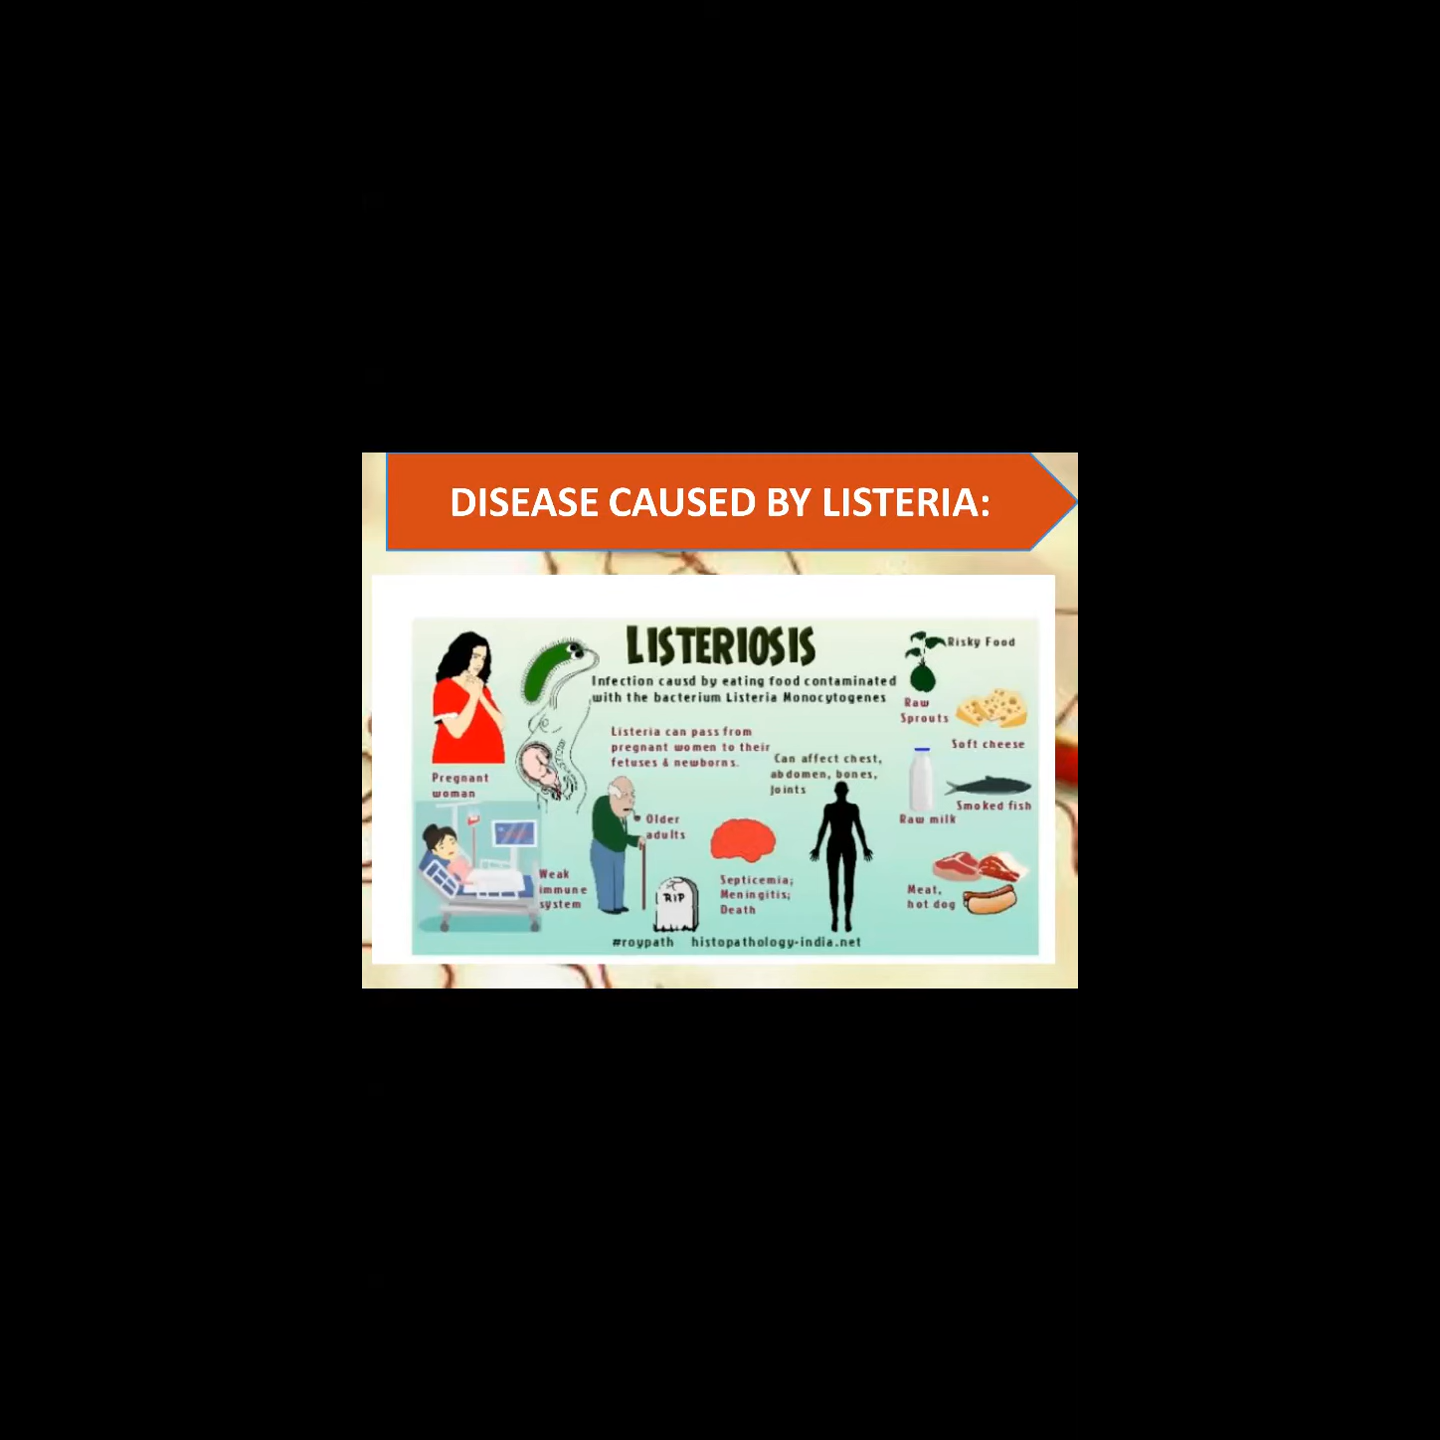 DISEASE CAUSED BY LISTERIA:
LISTERIOSIS
Infection causd by eating food contaminated
with the bacterium Listeria Monocytogenes
Listeria can pass from
pregnant women to their
fetuses & newborns.
Can affect chest,
abdomen, bones,
Joints
Pregnant
woman
Older
adults
Weak
immune
system
RIP
Septicemia;
Meningitis;
Death
Risky Food
Raw
Sprouts
Soft cheese
Smoked fish
Raw milk
Meat,
hot dog
#roypath histopathology-india.net